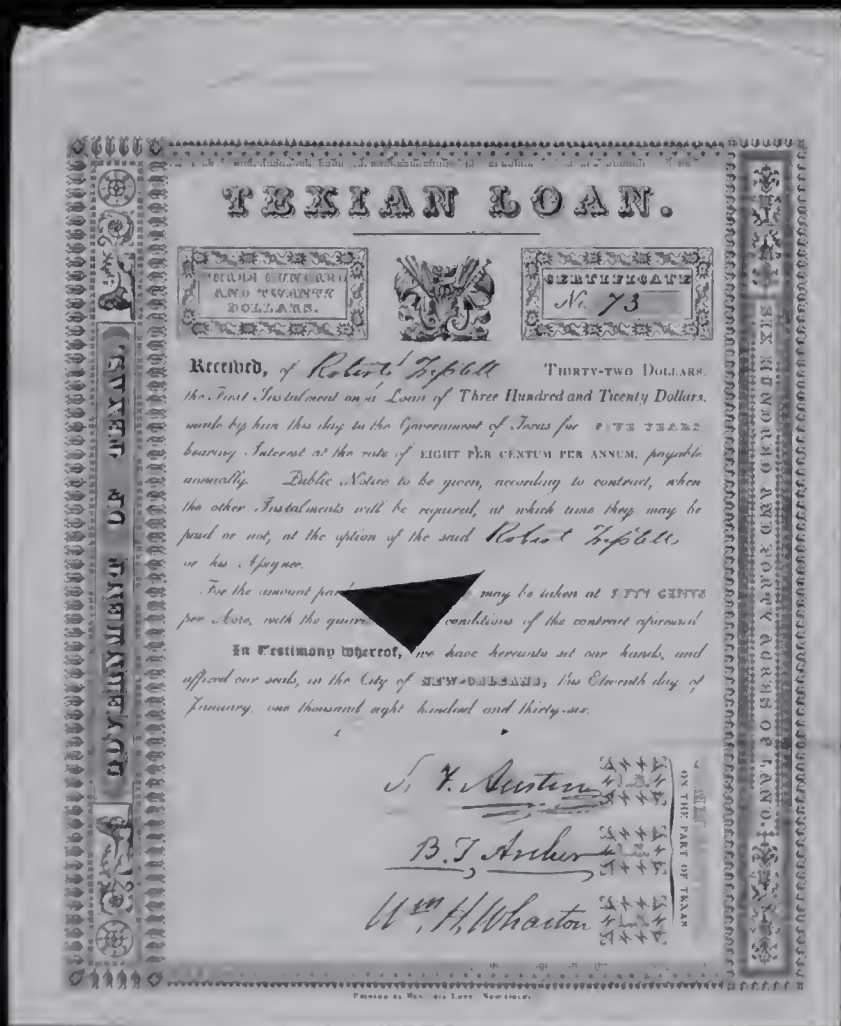 TEXIAN LOAN.
THREE HUNDRED
AND TWENTY
DOLLARS.
CERTIFICATE
No. 73
GOVERNMENT OF TEXAS.
Received, of Robert THIRTY-TWO DOLLARS,
the First Instalment on a Loan of Three Hundred and Twenty Dollars,
made by him this day to the Government of Texas for FIVE YEARS
bearing Interest at the rate of EIGHT PER CENTUM PER ANNUM, payable
annually. Public Notice to be given, according to contract, when
the other Instalments will be required, at which time they may be
paid or not, at the option of the said Robert
or his Assignee.
For the amount may be taken at FIFTY CENTS
per Acre, with the conditions of the contract aforesaid
In Testimony whereof, we have hereunto set our hands, and
affixed our seals, in the City of NEW-ORLEANS, this Eleventh day of
January, one thousand eight hundred and thirty-six.
S. F. Austin
B. T. Archer
Wm. H. Wharton
ON THE PART OF TEXAS
SIX HUNDRED AND FORTY ACRES OF LAND.